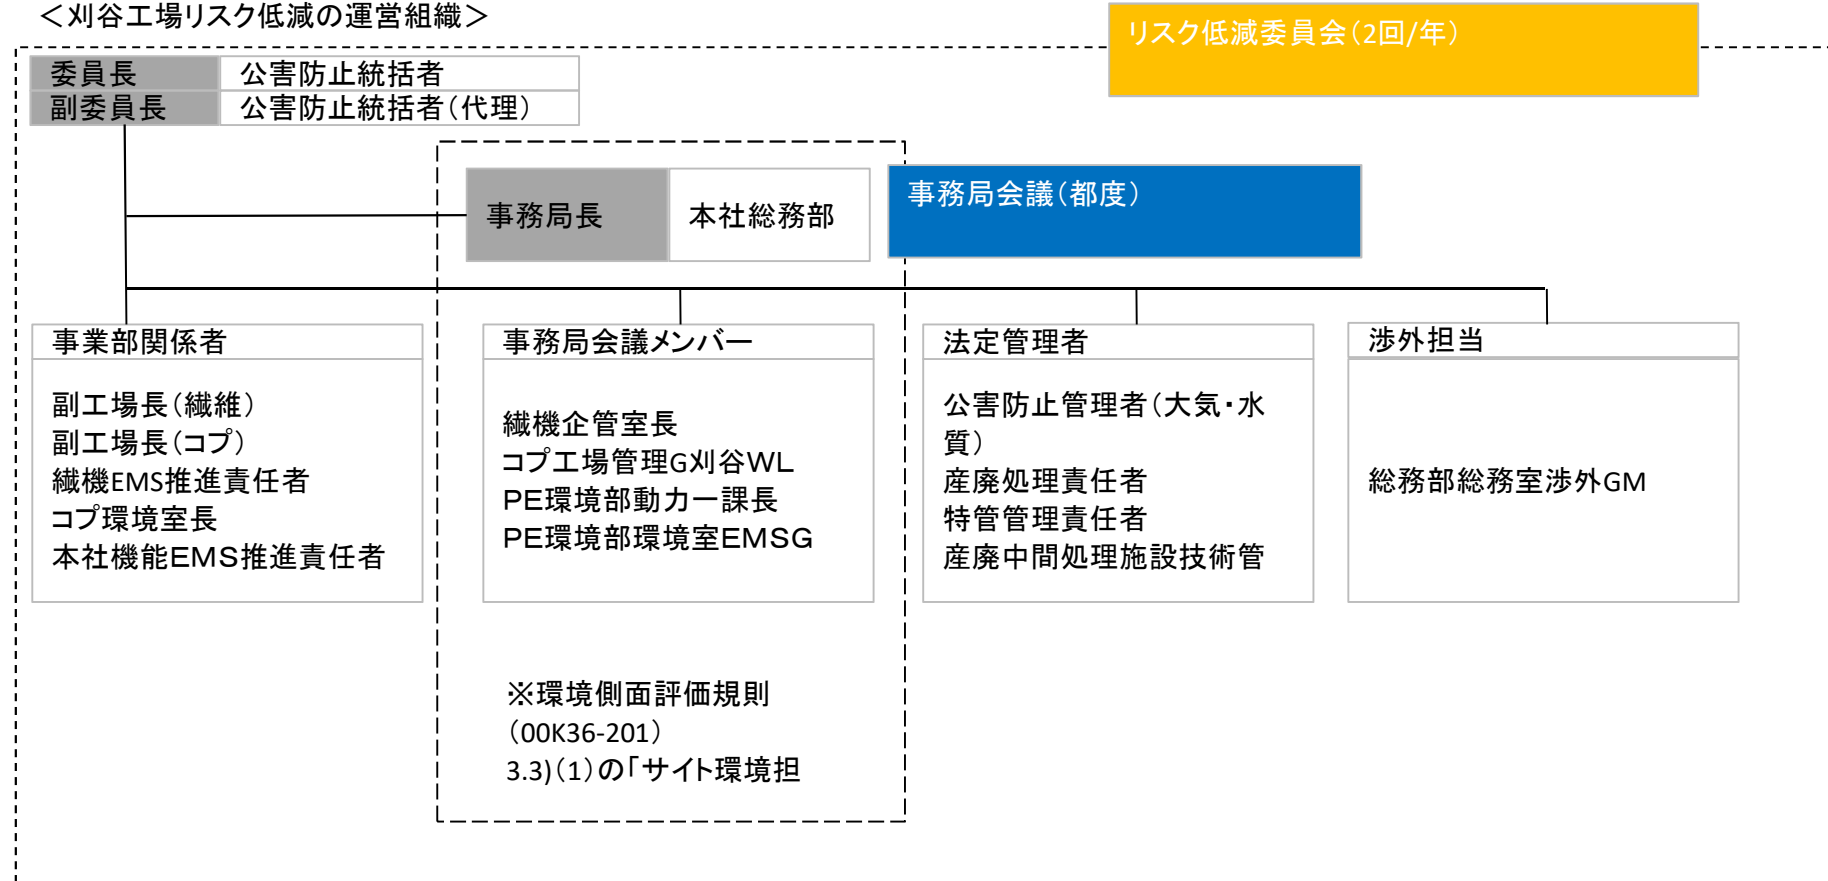 ＜刈谷工場リスク低減の運営組織＞
リスク低減委員会（2回/年）
委員長 公害防止統括者
副委員長 公害防止統括者（代理）
事務局長 本社総務部
事務局会議（都度）
事業部関係者
副工場長（繊維）
副工場長（コプ）
繊機EMS推進責任者
コプ環境室長
本社機能ＥＭＳ推進責任者
事務局会議メンバー
繊機企管室長
コプ工場管理Ｇ刈谷ＷＬ
ＰＥ環境部動力一課長
ＰＥ環境部環境室ＥＭＳＧ
※環境側面評価規則
（00K36-201）
3.3)（１）の「サイト環境担
法定管理者
公害防止管理者（大気・水
質）
産廃処理責任者
特管管理責任者
産廃中間処理施設技術管
渉外担当
総務部総務室渉外GM